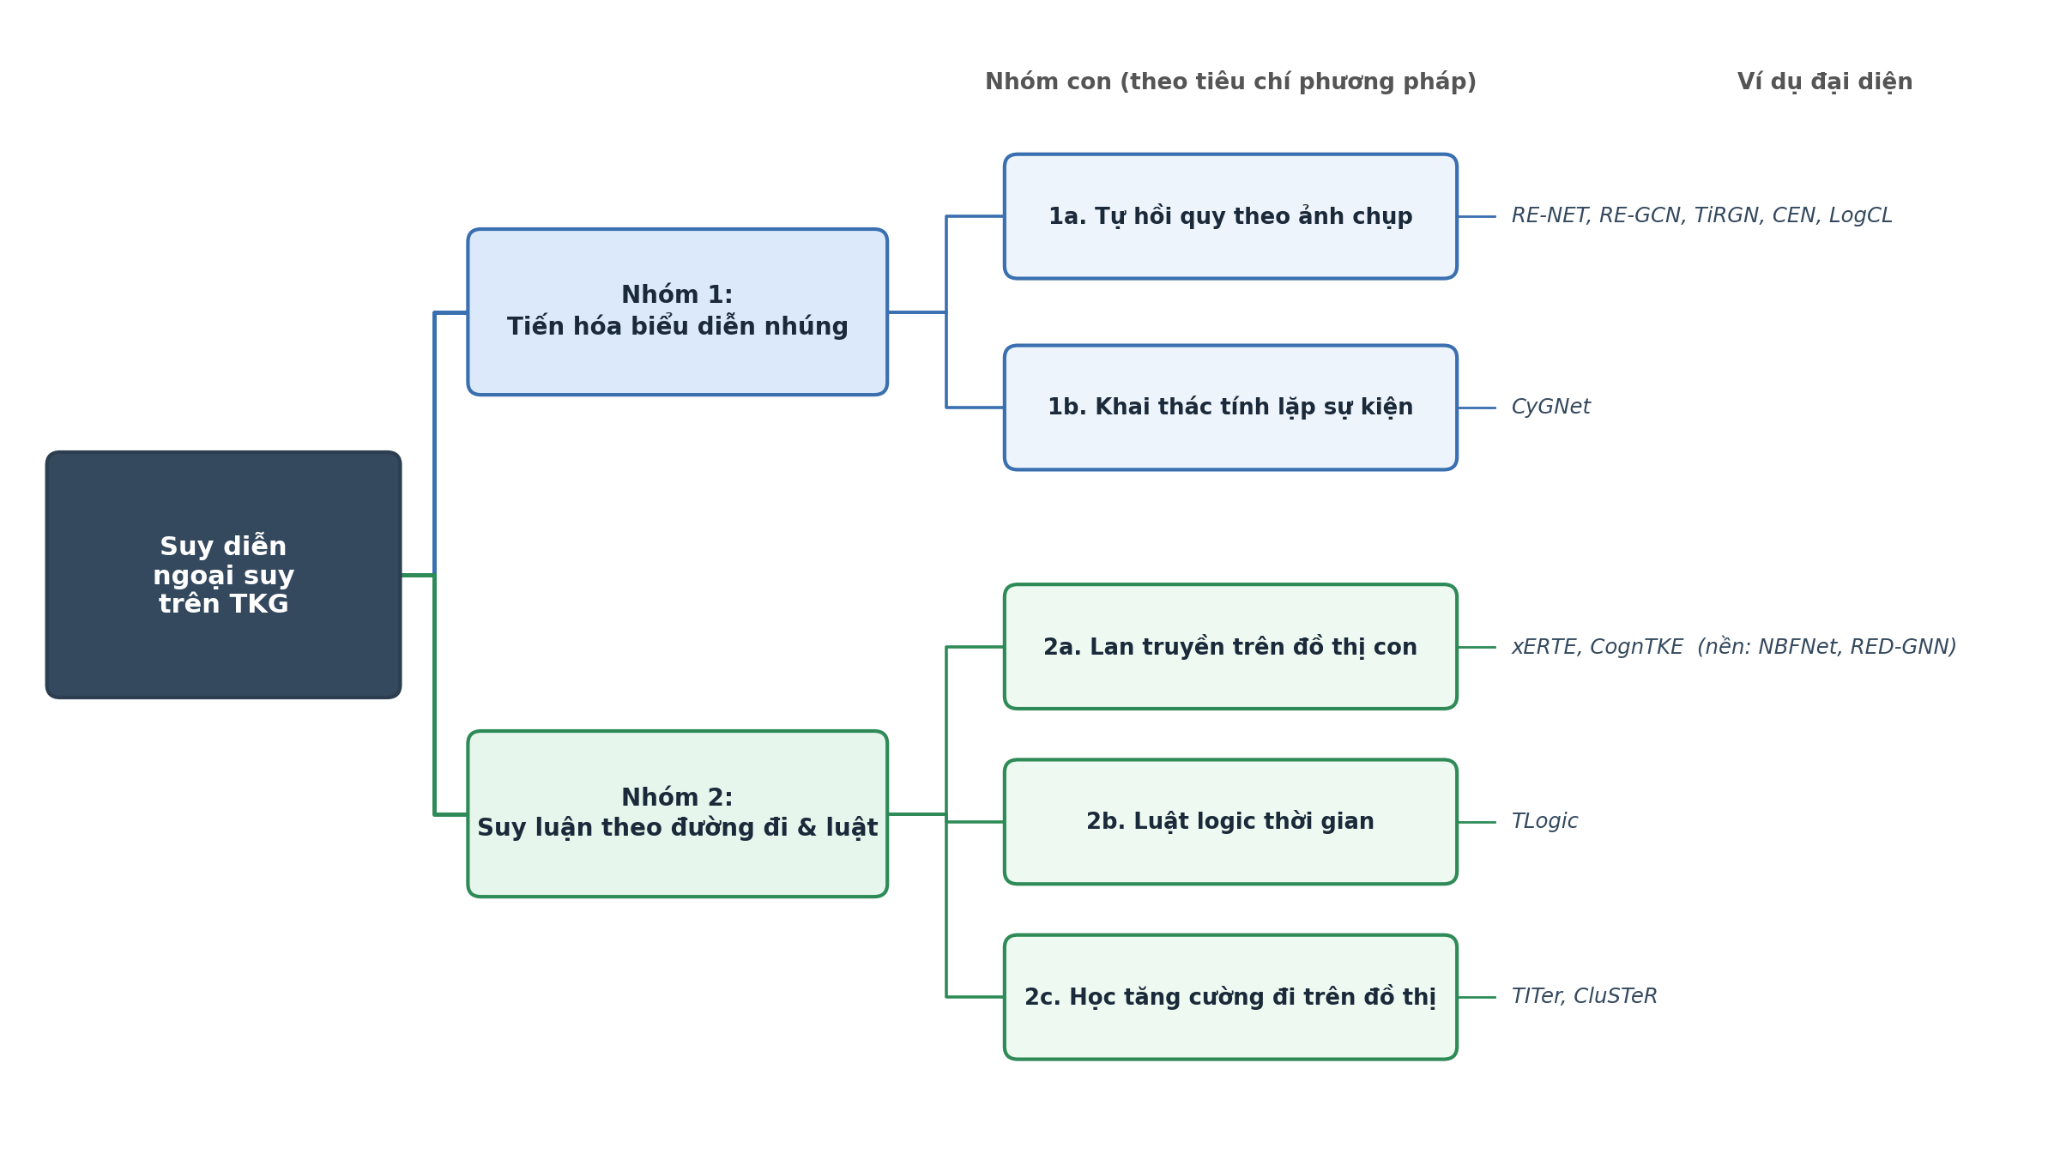 Nhóm con (theo tiêu chí phương pháp)
Ví dụ đại diện
Suy diễn
ngoại suy
trên TKG
Nhóm 1:
Tiến hóa biểu diễn nhúng
1a. Tự hồi quy theo ảnh chụp
RE-NET, RE-GCN, TiRGN, CEN, LogCL
1b. Khai thác tính lặp sự kiện
CyGNet
Nhóm 2:
Suy luận theo đường đi & luật
2a. Lan truyền trên đồ thị con
xERTE, CognTKE  (nền: NBFNet, RED-GNN)
2b. Luật logic thời gian
TLogic
2c. Học tăng cường đi trên đồ thị
TITer, CluSTeR